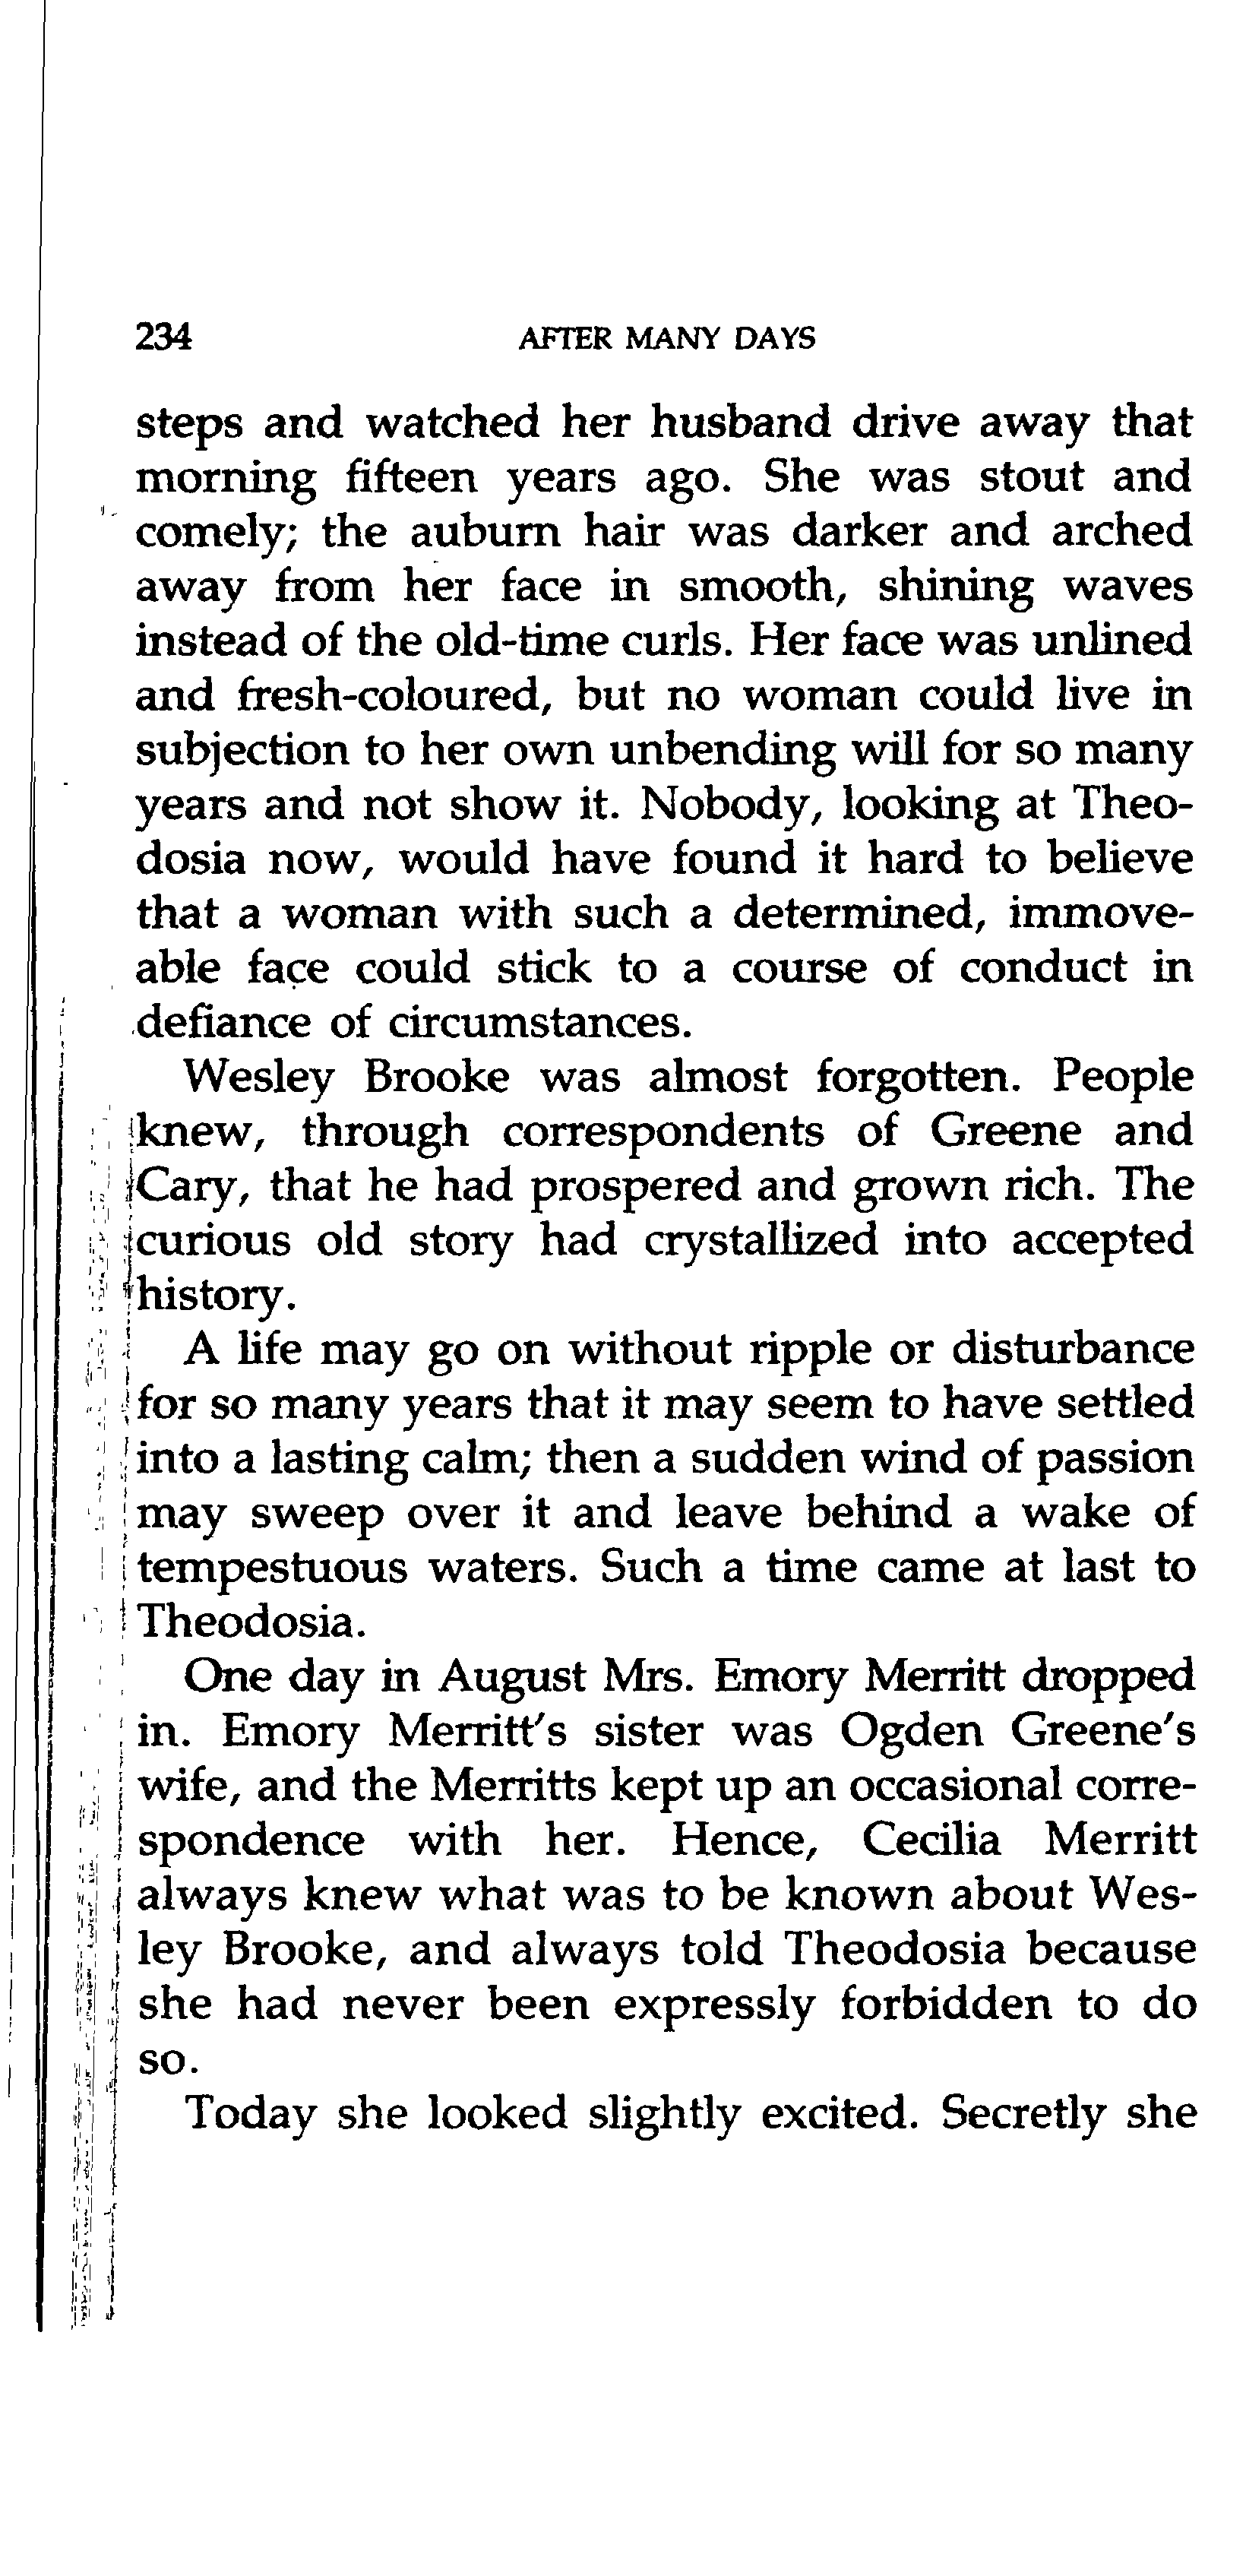 234 AFTER MANY DAYS
steps and watched her husband drive away that
morning fifteen years ago. She was stout and
comely; the auburn hair was darker and arched
away from her face in smooth, shining waves
instead of the old-time curls. Her face was unlined
and fresh-coloured, but no woman could live in
subjection to her own unbending will for so many
years and not show it. Nobody, looking at Theo-
dosia now, would have found it hard to believe
that a woman with such a determined, immove-
able face could stick to a course of conduct in
defiance of circumstances.
Wesley Brooke was almost forgotten. People
knew, through correspondents of Greene and
Cary, that he had prospered and grown rich. The
curious old story had crystallized into accepted
history.
A life may go on without ripple or disturbance
for so many years that it may seem to have settled
into a lasting calm; then a sudden wind of passion
may sweep over it and leave behind a wake of
tempestuous waters. Such a time came at last to
Theodosia.
One day in August Mrs. Emory Merritt dropped
in. Emory Merritt's sister was Ogden Greene's
wife, and the Merritts kept up an occasional corre-
spondence with her. Hence, Cecilia Merritt
always knew what was to be known about Wes-
ley Brooke, and always told Theodosia because
she had never been expressly forbidden to do
so.
Today she looked slightly excited. Secretly she